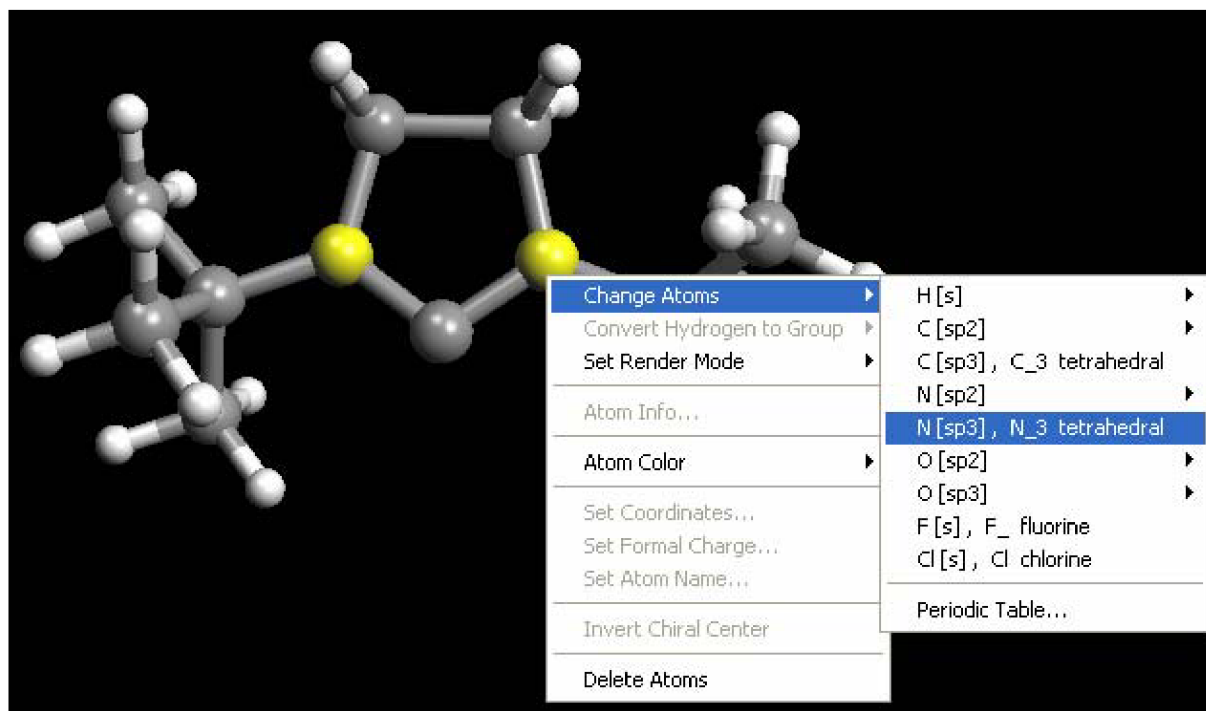 Change Atoms
Convert Hydrogen to Group
Set Render Mode
Atom Info...
Atom Color
Set Coordinates...
Set Formal Charge...
Set Atom Name...
Invert Chiral Center
Delete Atoms
H [s]
C [sp2]
C [sp3] , C_3 tetrahedral
N [sp2]
N [sp3] , N_3 tetrahedral
O [sp2]
O [sp3]
F [s] , F_ fluorine
Cl [s] , Cl chlorine
Periodic Table...